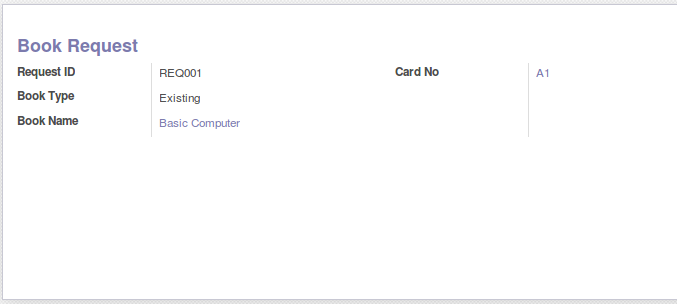 Book Request
Request ID REQ001 Card No A1
Book Type Existing
Book Name Basic Computer